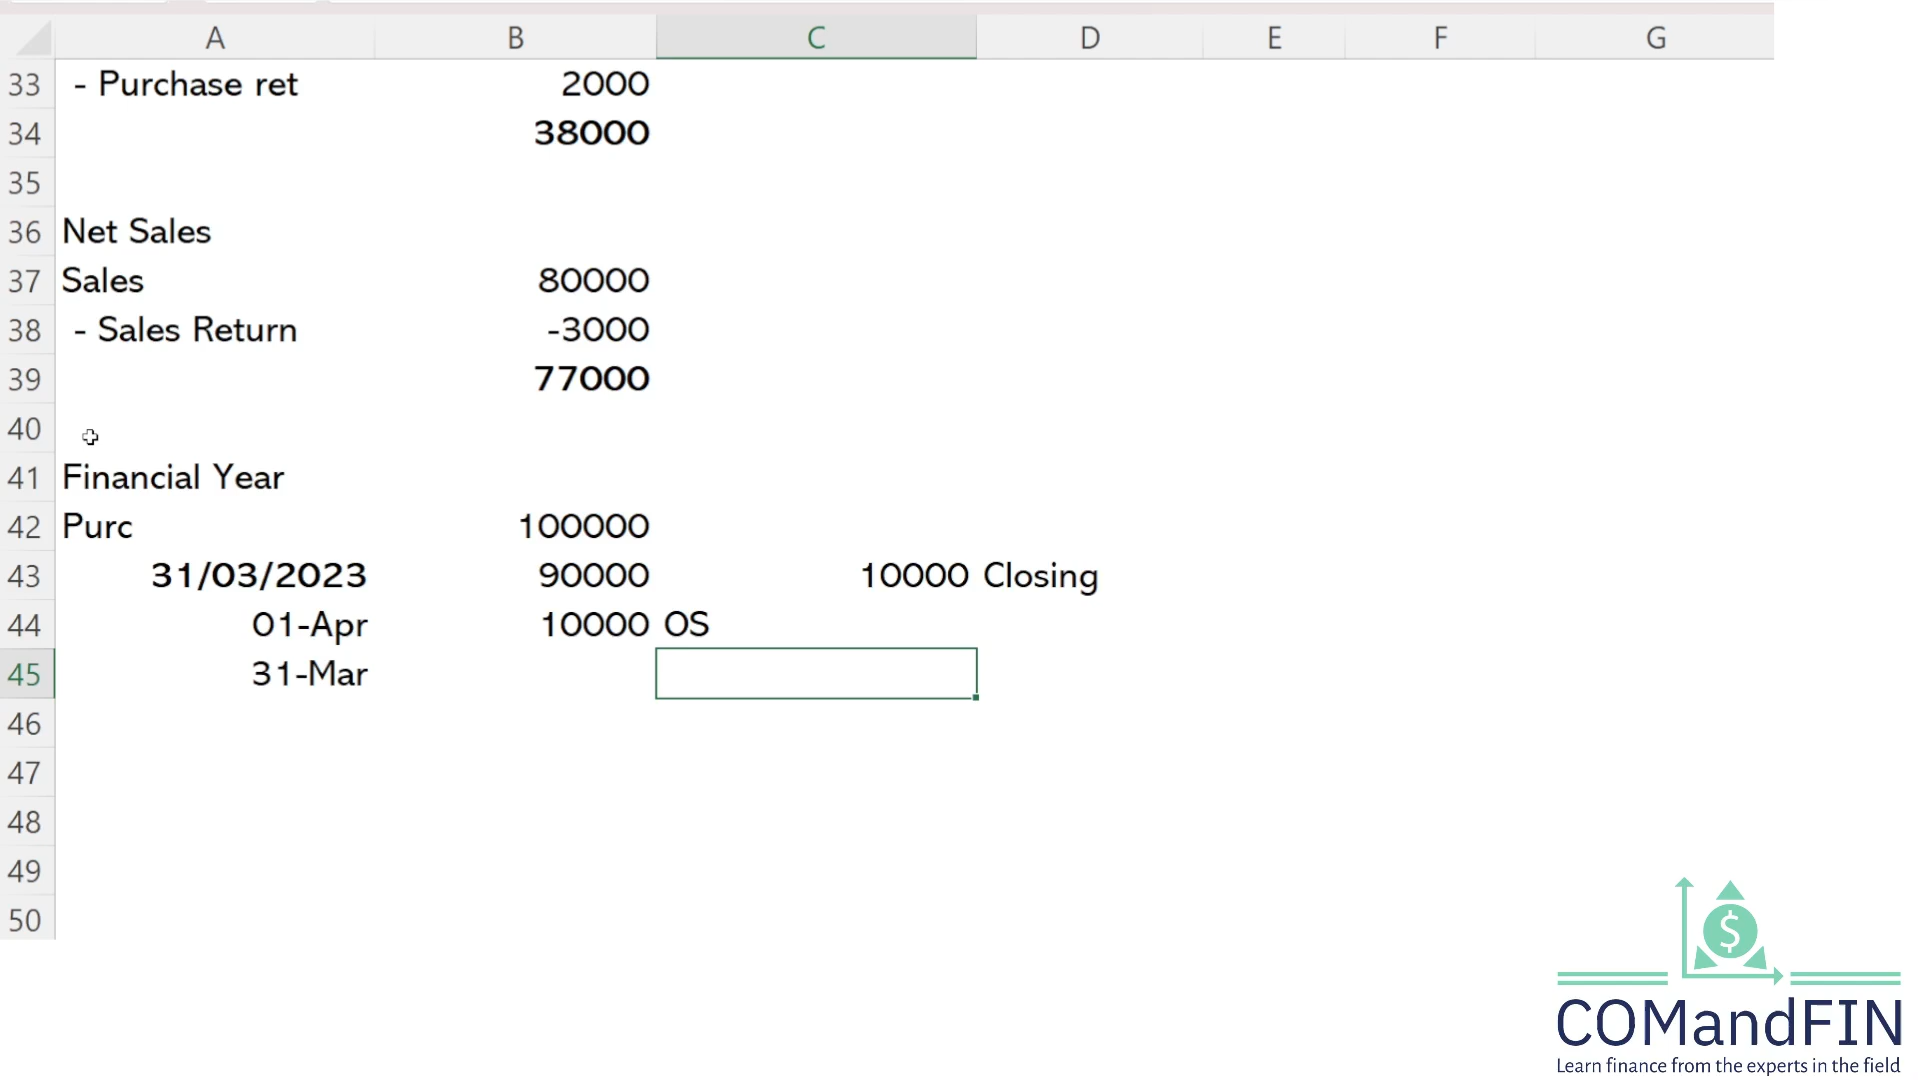 A B C D E F G
33 - Purchase ret 2000
34 38000
35
36 Net Sales
37 Sales 80000
38 - Sales Return -3000
39 77000
40
41 Financial Year
42 Purc 100000
43 31/03/2023 90000 10000 Closing
44 01-Apr 10000 OS
45 31-Mar
46
47
48
49
50
$
COMandFIN
Learn finance from the experts in the field